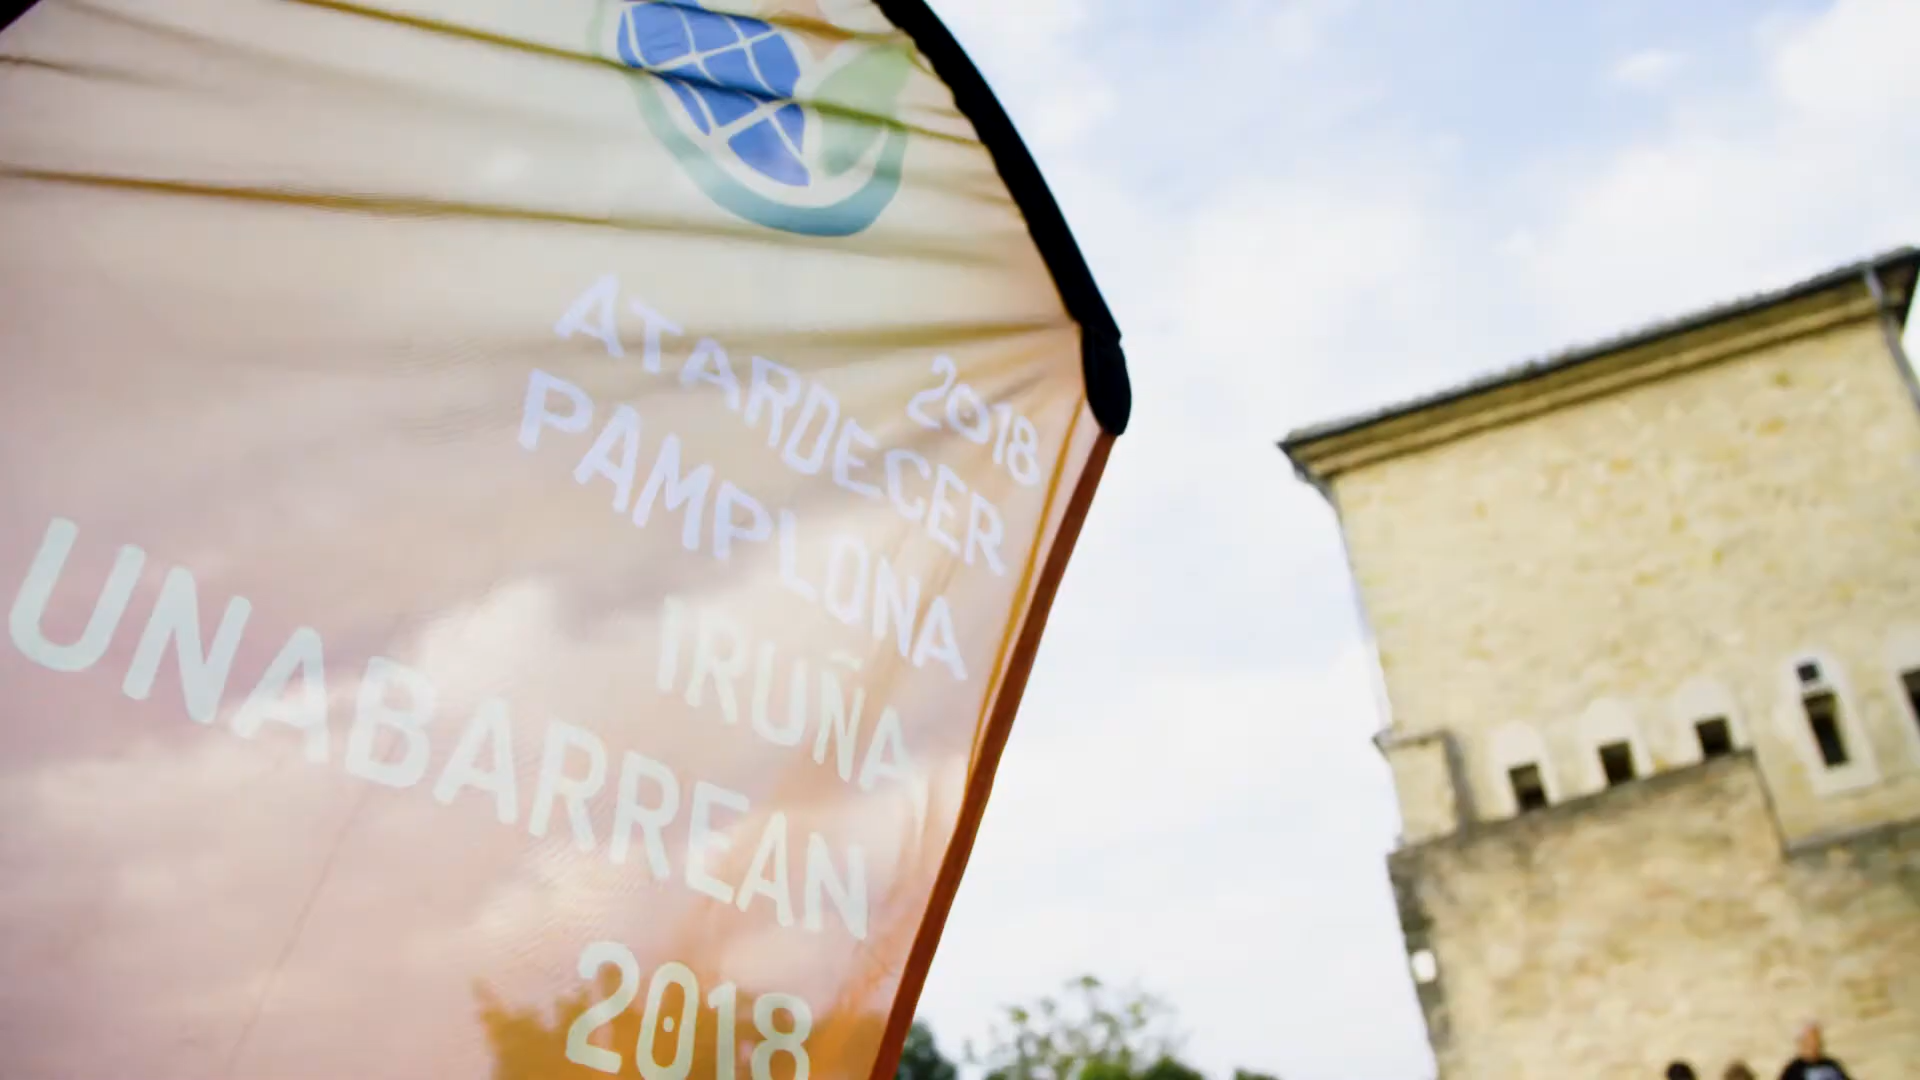 ATARDECER
2018
PAMPLONA
IRUÑA
UNABARREAN
2018